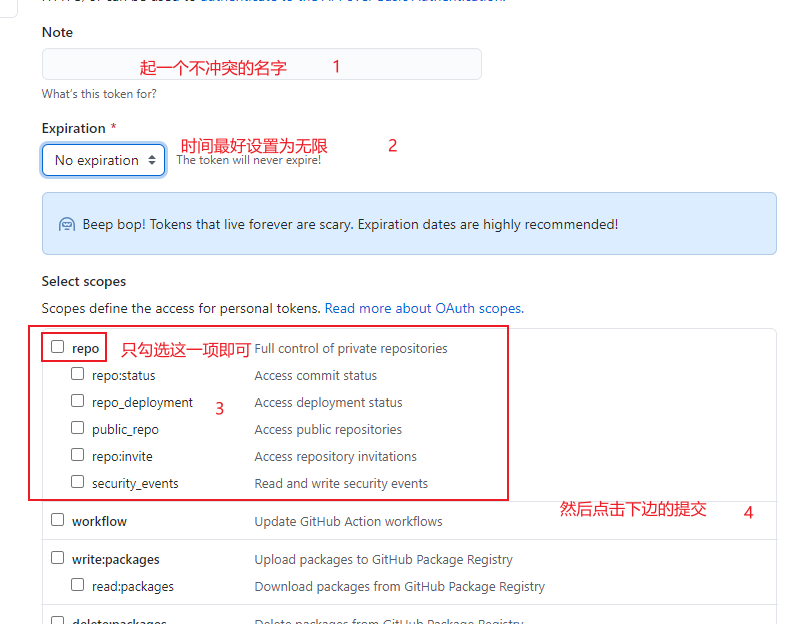 Note
起一个不冲突的名字 1
What's this token for?
Expiration *
时间最好设置为无限 2
No expiration The token will never expire!
Beep bop! Tokens that live forever are scary. Expiration dates are highly recommended!
Select scopes
Scopes define the access for personal tokens. Read more about OAuth scopes.
repo 只勾选这一项即可 Full control of private repositories
repo:status Access commit status
repo_deployment 3 Access deployment status
public_repo Access public repositories
repo:invite Access repository invitations
security_events Read and write security events
然后点击下边的提交 4
workflow Update GitHub Action workflows
write:packages Upload packages to GitHub Package Registry
read:packages Download packages from GitHub Package Registry
delete:packages Delete packages from GitHub Package Registry